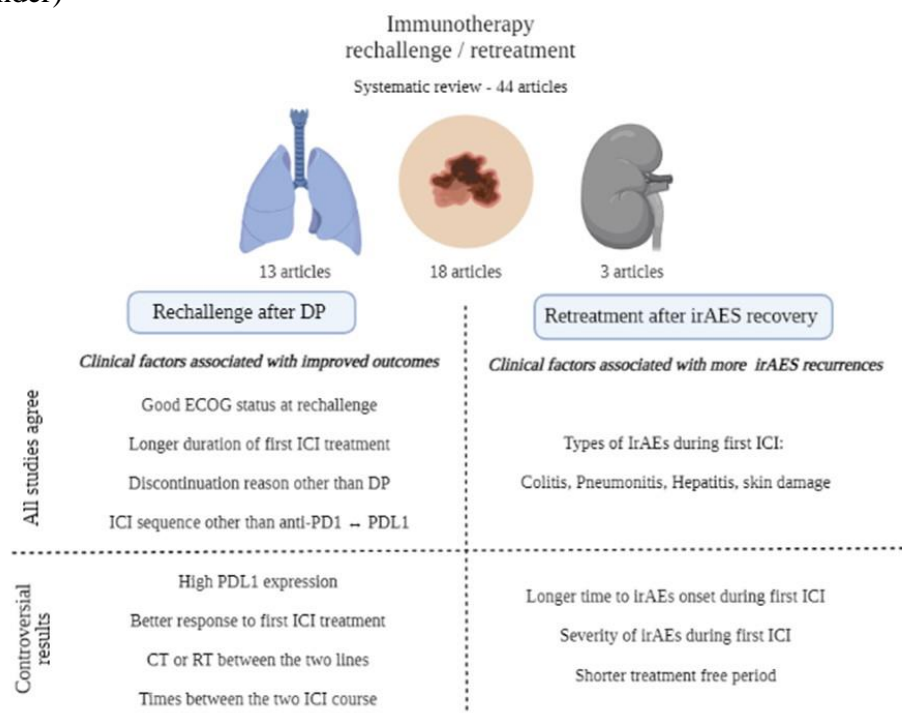 nder)
Immunotherapy
rechallenge / retreatment
Systematic review - 44 articles
13 articles
18 articles
3 articles
Rechallenge after DP
Retreatment after irAES recovery
Clinical factors associated with improved outcomes
Clinical factors associated with more irAES recurrences
All studies agree
Good ECOG status at rechallenge
Longer duration of first ICI treatment
Discontinuation reason other than DP
ICI sequence other than anti-PD1 ↔ PDL1
Types of IrAEs during first ICI:
Colitis, Pneumonitis, Hepatitis, skin damage
Controversial
results
High PDL1 expression
Better response to first ICI treatment
CT or RT between the two lines
Times between the two ICI course
Longer time to irAEs onset during first ICI
Severity of irAEs during first ICI
Shorter treatment free period